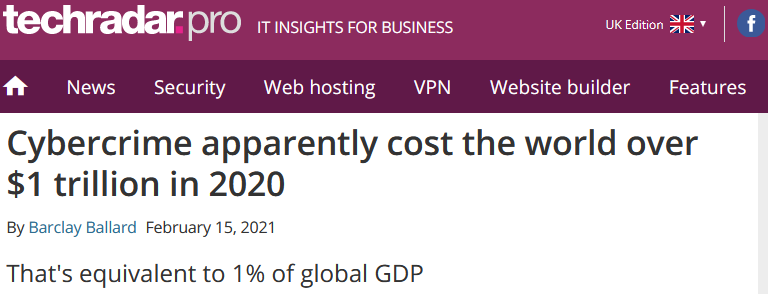 techradar.pro IT INSIGHTS FOR BUSINESS UK Edition f
News Security Web hosting VPN Website builder Features
Cybercrime apparently cost the world over
$1 trillion in 2020
By Barclay Ballard February 15, 2021
That's equivalent to 1% of global GDP